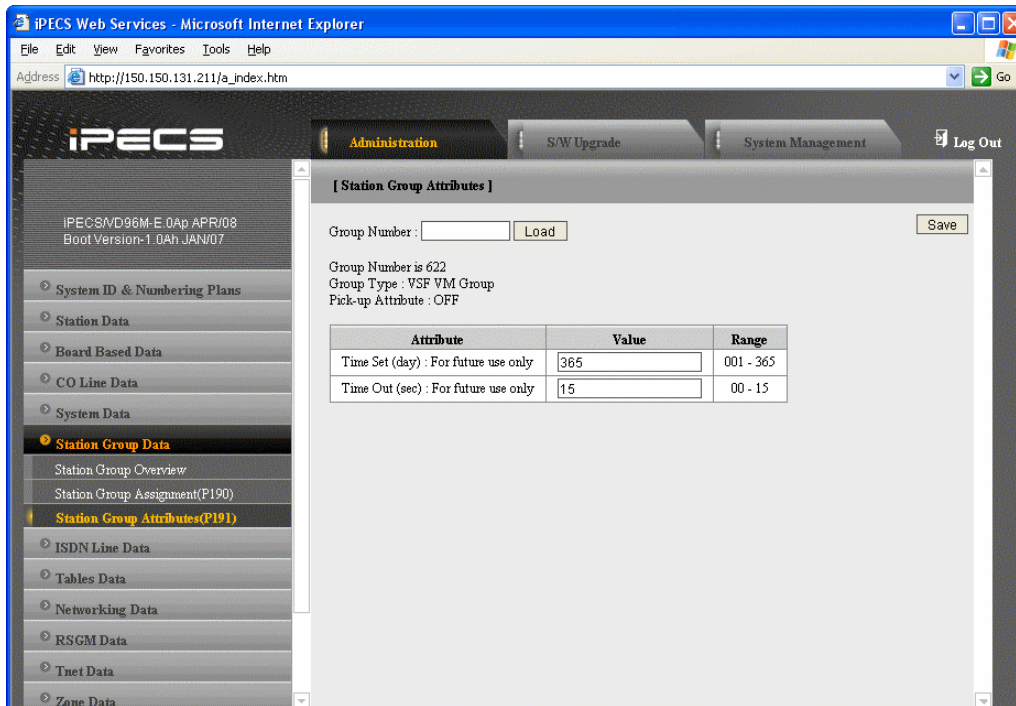 iPECS Web Services - Microsoft Internet Explorer
File Edit View Favorites Tools Help
Address http://150.150.131.211/a_index.htm Go
iPECS
Administration S/W Upgrade System Management Log Out
iPECS/VD96M-E.0Ap APR/08
Boot Version-1.0Ah JAN/07
System ID & Numbering Plans
Station Data
Board Based Data
CO Line Data
System Data
Station Group Data
Station Group Overview
Station Group Assignment(P190)
Station Group Attributes(P191)
ISDN Line Data
Tables Data
Networking Data
RSGM Data
Tnet Data
Zone Data
[ Station Group Attributes ]
Group Number : Load Save
Group Number is 622
Group Type : VSF VM Group
Pick-up Attribute : OFF
Attribute Value Range
Time Set (day) : For future use only 365 001 - 365
Time Out (sec) : For future use only 15 00 - 15